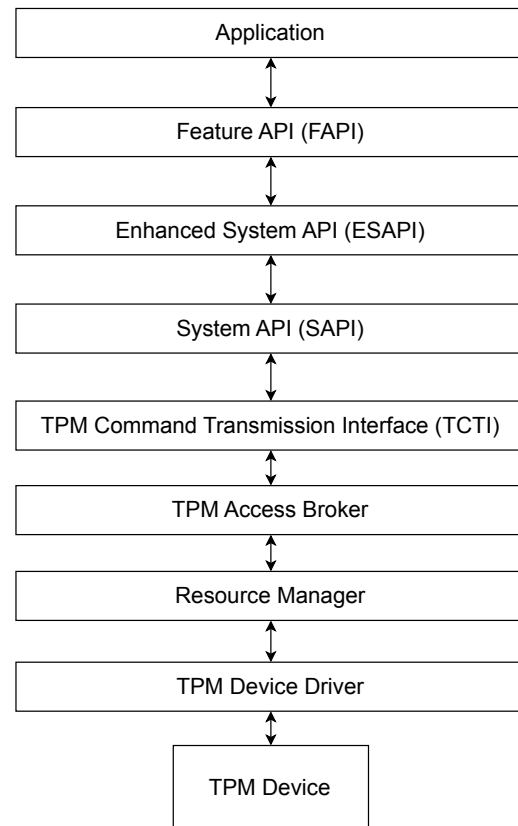 Application
Feature API (FAPI)
Enhanced System API (ESAPI)
System API (SAPI)
TPM Command Transmission Interface (TCTI)
TPM Access Broker
Resource Manager
TPM Device Driver
TPM Device